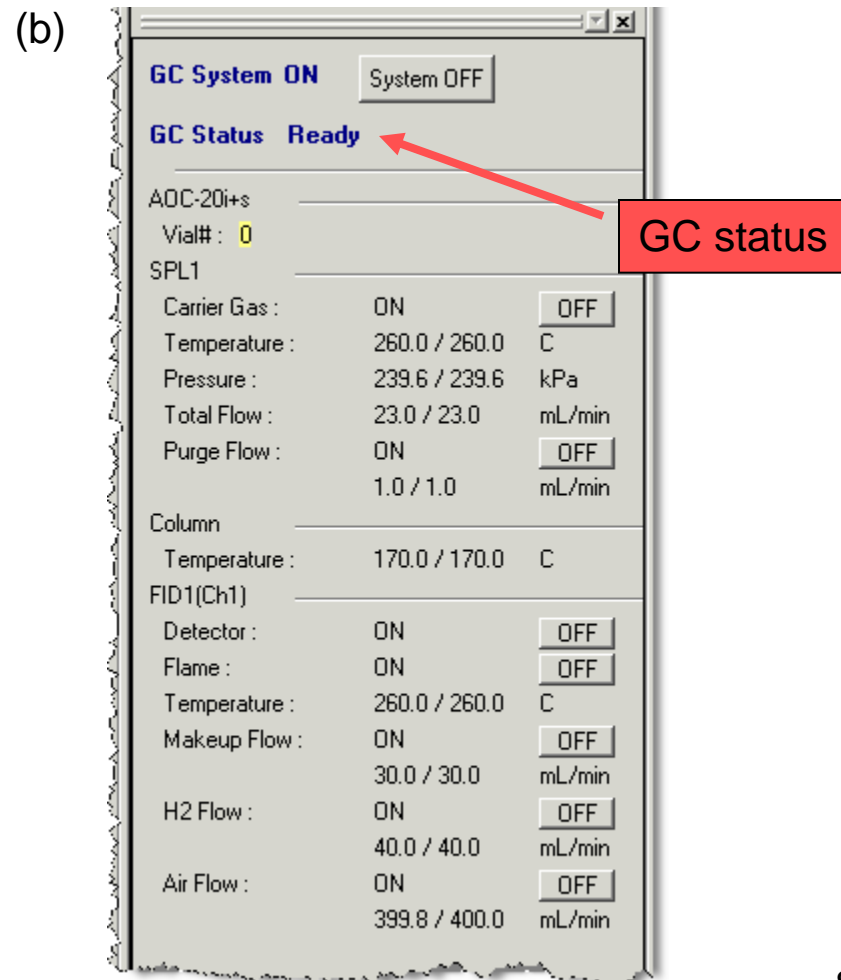 (b)
GC System ON System OFF
GC Status Ready
GC status
AOC-20i+s
Vial# : 0
SPL1
Carrier Gas : ON OFF
Temperature : 260.0 / 260.0 C
Pressure : 239.6 / 239.6 kPa
Total Flow : 23.0 / 23.0 mL/min
Purge Flow : ON OFF
1.0 / 1.0 mL/min
Column
Temperature : 170.0 / 170.0 C
FID1(Ch1)
Detector : ON OFF
Flame : ON OFF
Temperature : 260.0 / 260.0 C
Makeup Flow : ON OFF
30.0 / 30.0 mL/min
H2 Flow : ON OFF
40.0 / 40.0 mL/min
Air Flow : ON OFF
399.8 / 400.0 mL/min